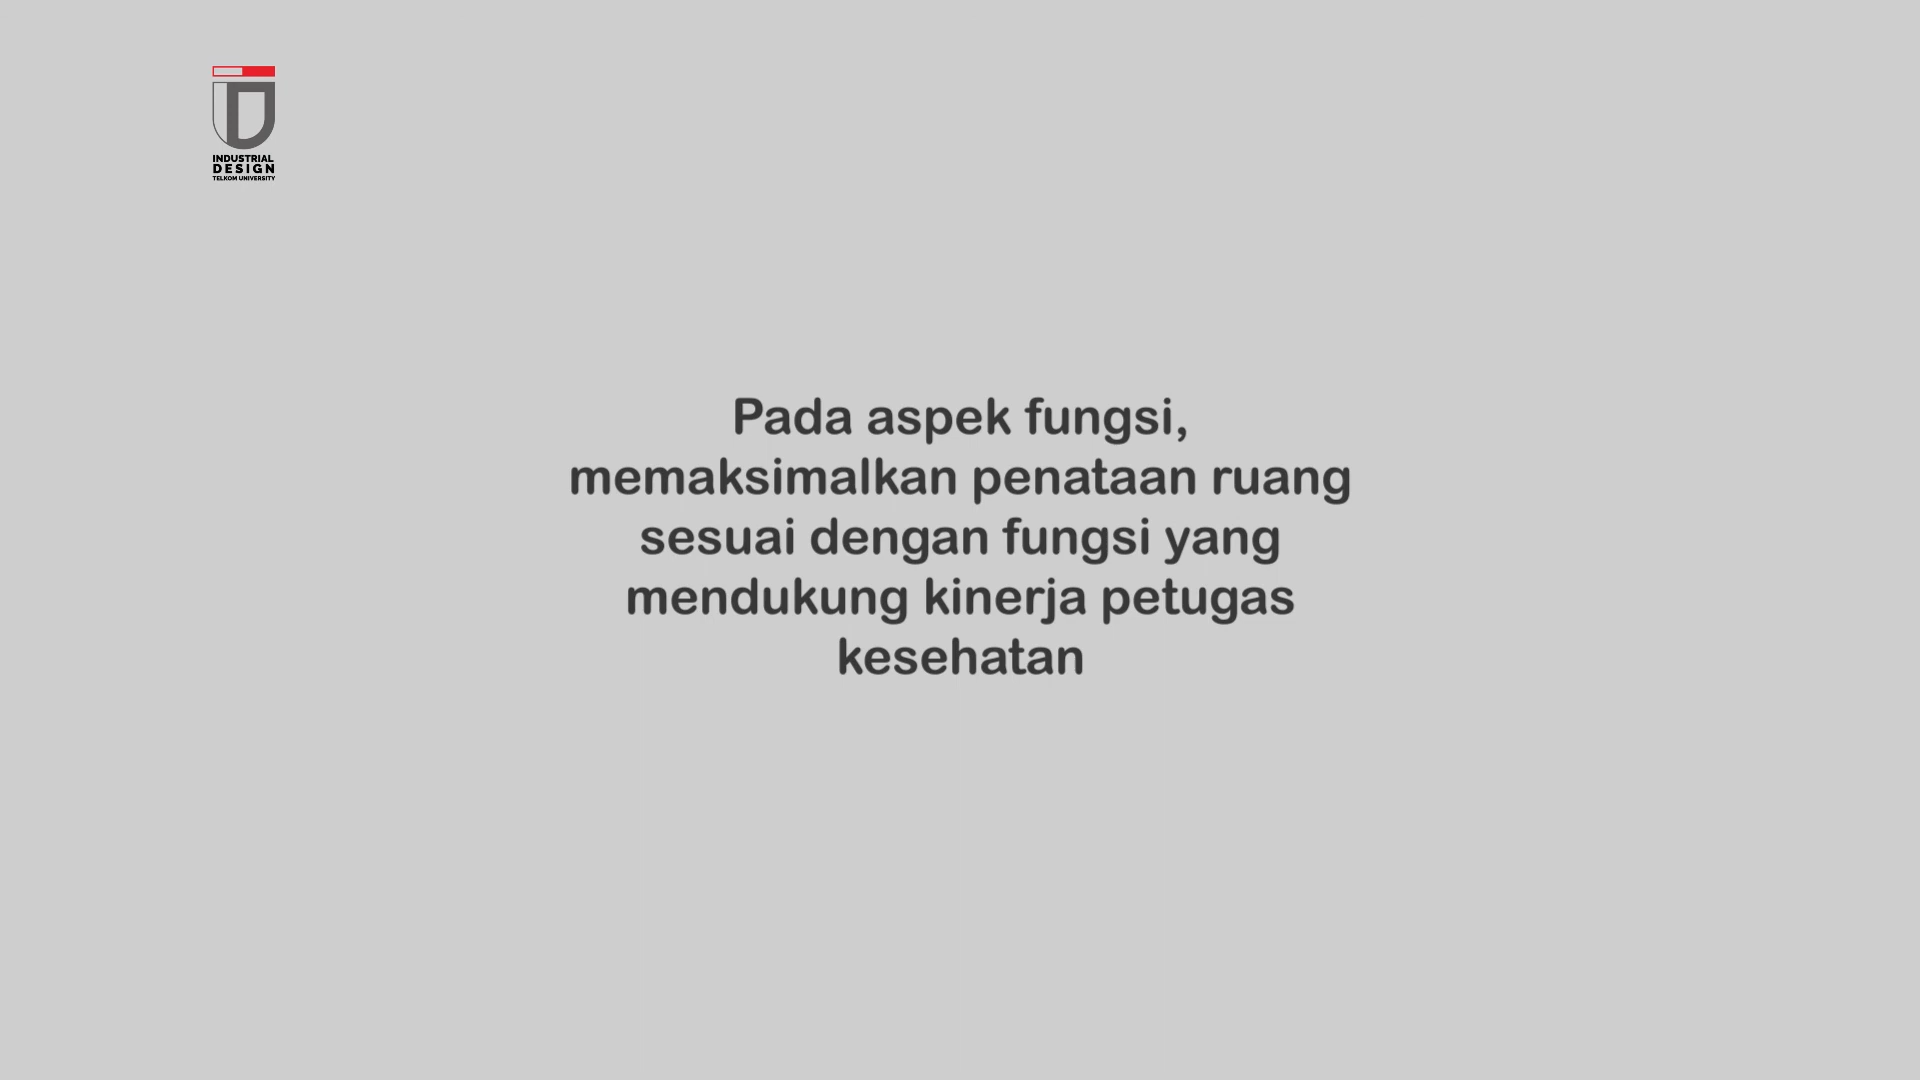 INDUSTRIAL
DESIGN
TELKOM UNIVERSITY
Pada aspek fungsi,
memaksimalkan penataan ruang
sesuai dengan fungsi yang
mendukung kinerja petugas
kesehatan